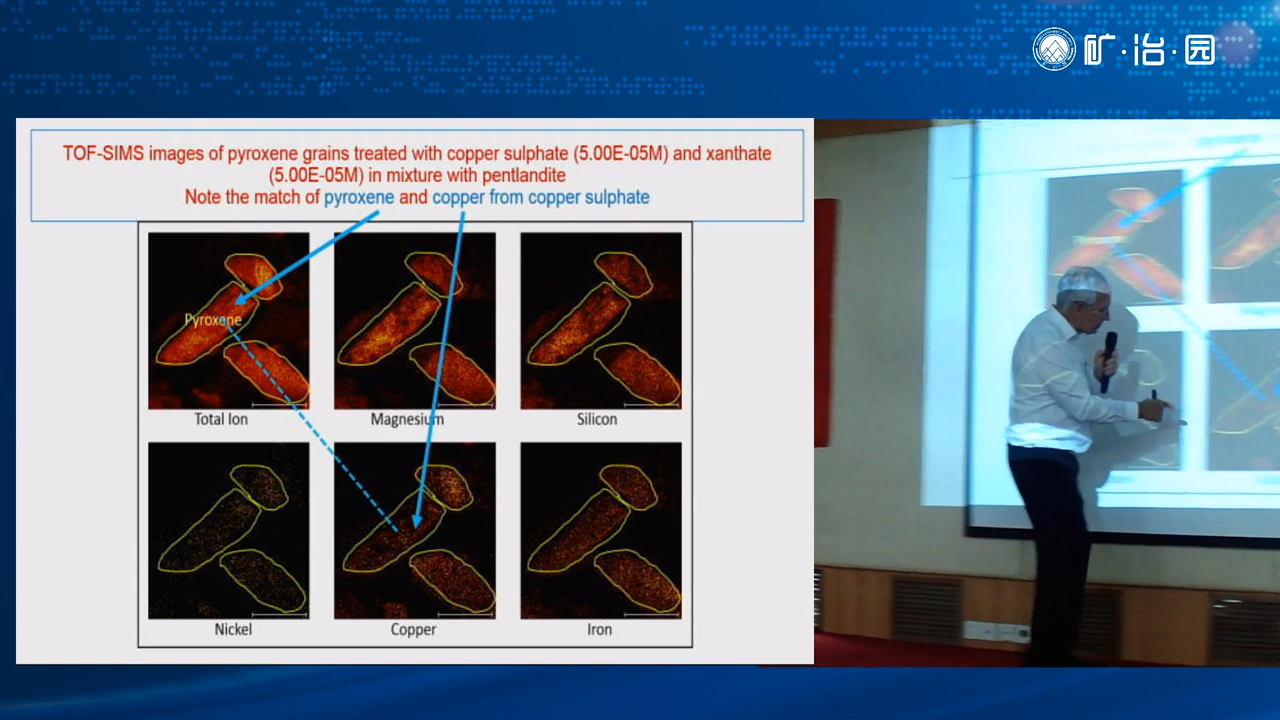 矿·冶·园
TOF-SIMS images of pyroxene grains treated with copper sulphate (5.00E-05M) and xanthate
(5.00E-05M) in mixture with pentlandite
Note the match of pyroxene and copper from copper sulphate
Pyroxene
Total Ion
Magnesium
Silicon
Nickel
Copper
Iron